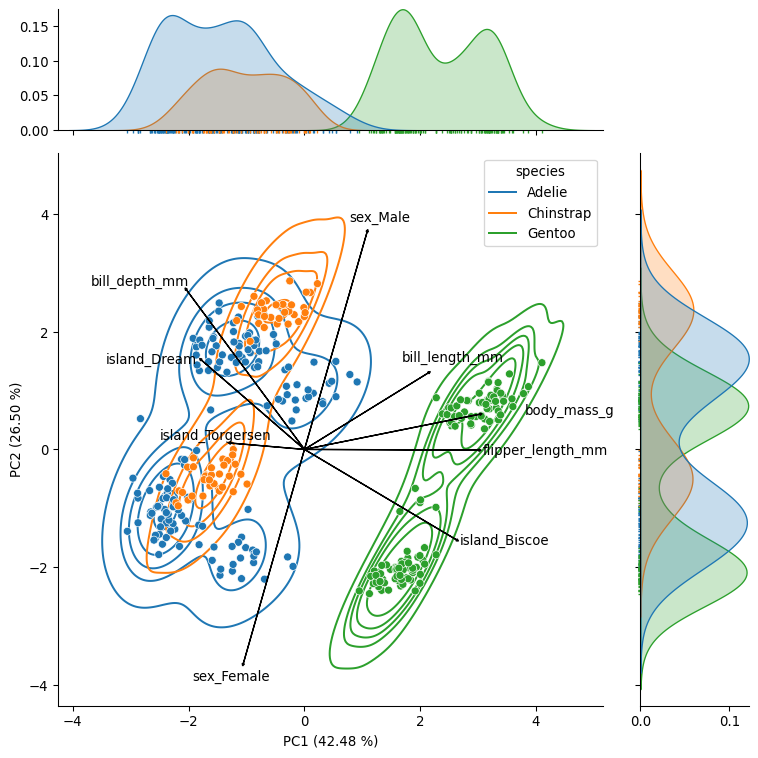 0.15
0.10
0.05
0.00
species
Adelie
Chinstrap
Gentoo
4
2
0
−2
−4
PC2 (26.50 %)
sex_Male
bill_depth_mm
island_Dream
bill_length_mm
body_mass_g
island_Torgersen
flipper_length_mm
island_Biscoe
sex_Female
−4
−2
0
2
4
PC1 (42.48 %)
0.0
0.1